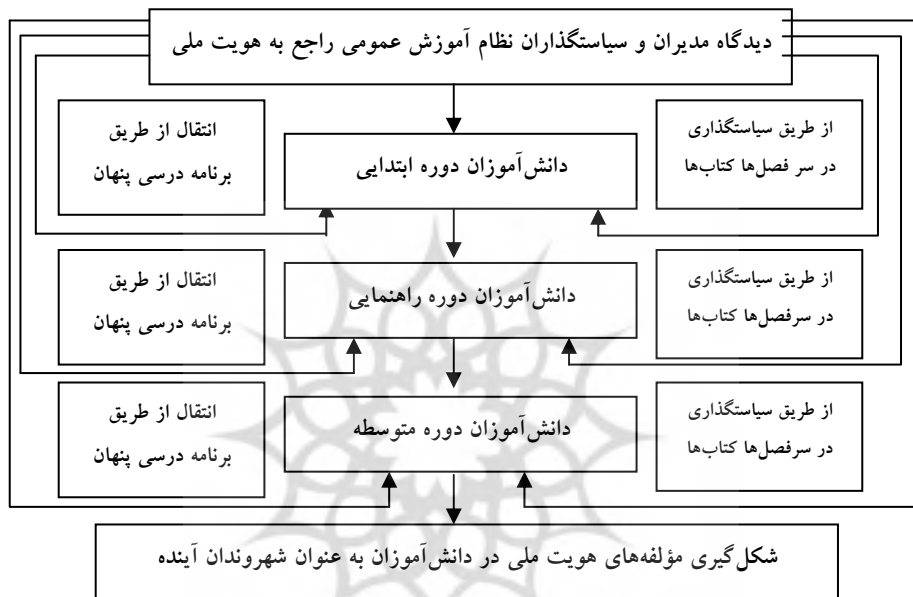 دیدگاه مدیران و سیاستگذاران نظام آموزش عمومی راجع به هویت ملی
از طریق سیاستگذاری
در سر فصل‌ها کتاب‌ها
دانش‌آموزان دوره ابتدایی
انتقال از طریق
برنامه درسی پنهان
از طریق سیاستگذاری
در سرفصل‌ها کتاب‌ها
دانش‌آموزان دوره راهنمایی
انتقال از طریق
برنامه درسی پنهان
از طریق سیاستگذاری
در سرفصل‌ها کتاب‌ها
دانش‌آموزان دوره متوسطه
انتقال از طریق
برنامه درسی پنهان
شکل‌گیری مؤلفه‌های هویت ملی در دانش‌آموزان به عنوان شهروندان آینده